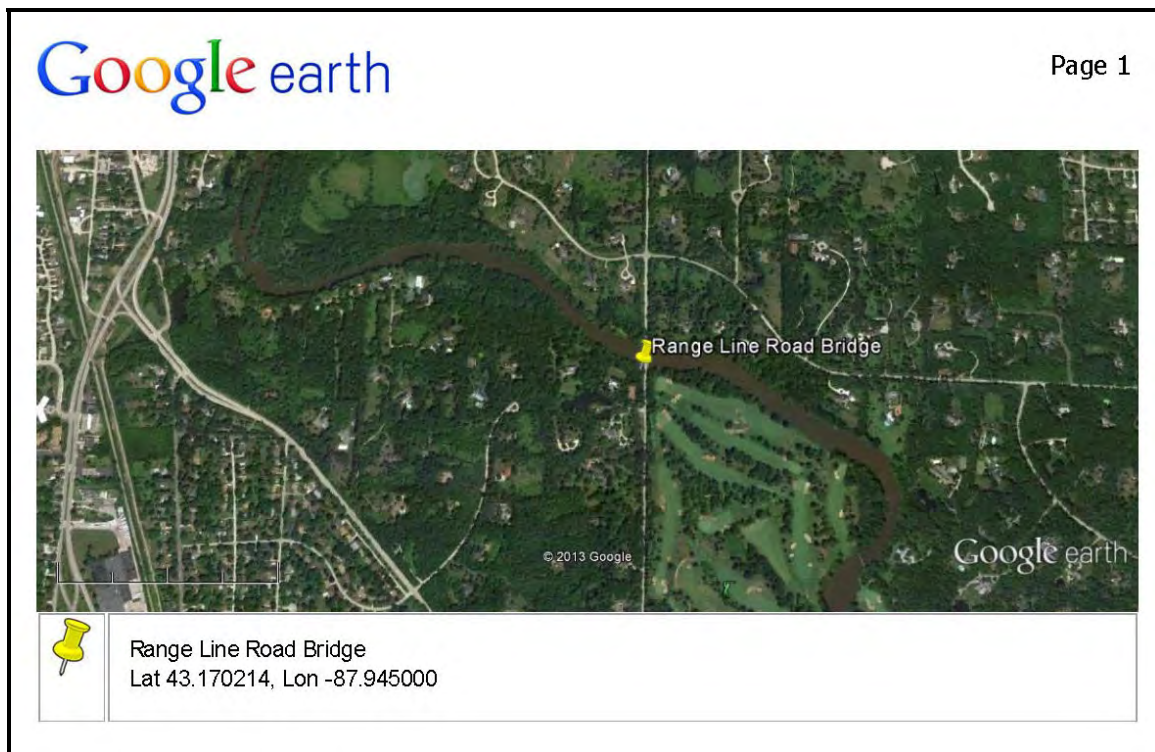 Google earth
Page 1
Range Line Road Bridge
© 2013 Google
Google earth
Range Line Road Bridge
Lat 43.170214, Lon -87.945000